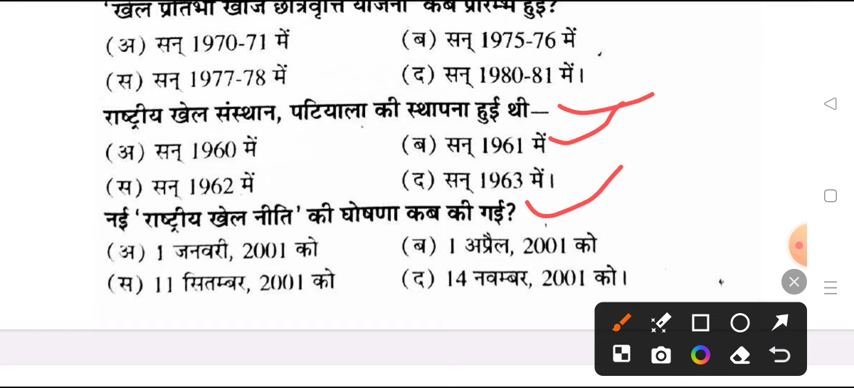 'खेल प्रतिभा खोज छात्रवृत्ति योजना' कब प्रारम्भ हुई?
(अ) सन् 1970-71 में (ब) सन् 1975-76 में
(स) सन् 1977-78 में (द) सन् 1980-81 में।
राष्ट्रीय खेल संस्थान, पटियाला की स्थापना हुई थी—
(अ) सन् 1960 में (ब) सन् 1961 में
(स) सन् 1962 में (द) सन् 1963 में।
नई 'राष्ट्रीय खेल नीति' की घोषणा कब की गई?
(अ) 1 जनवरी, 2001 को (ब) 1 अप्रैल, 2001 को
(स) 11 सितम्बर, 2001 को (द) 14 नवम्बर, 2001 को।